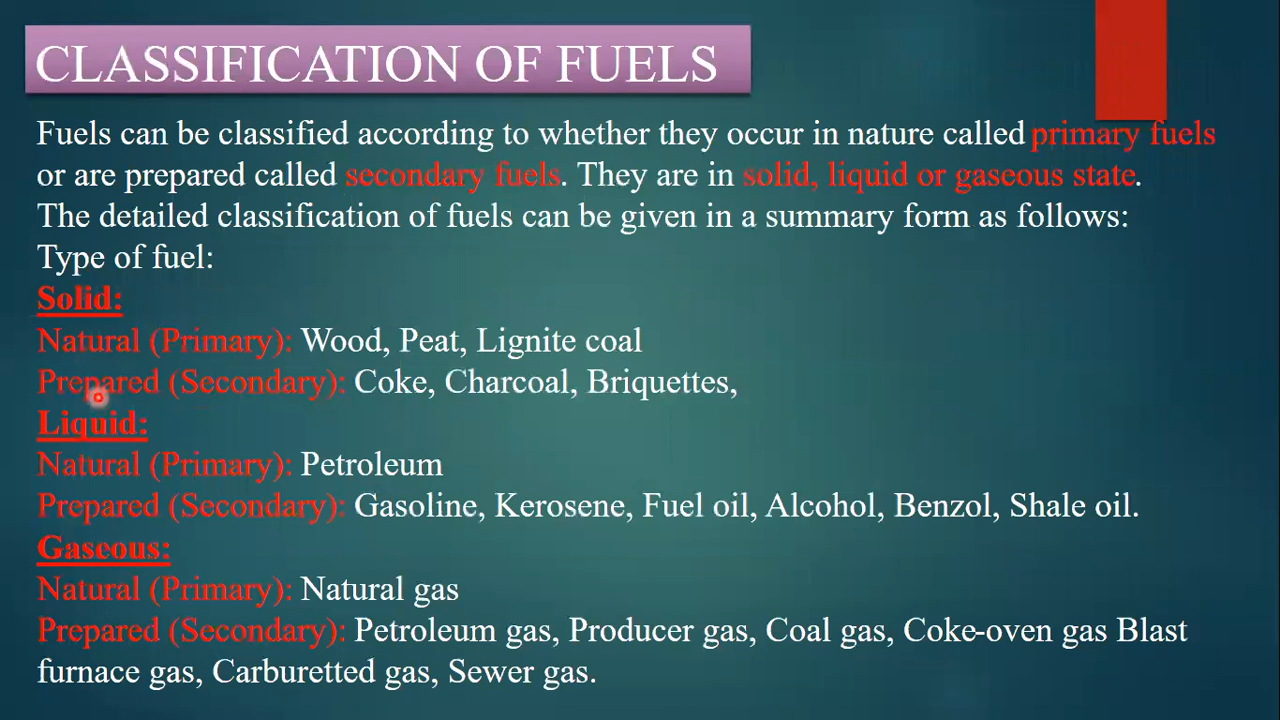 CLASSIFICATION OF FUELS
Fuels can be classified according to whether they occur in nature called primary fuels
or are prepared called secondary fuels. They are in solid, liquid or gaseous state.
The detailed classification of fuels can be given in a summary form as follows:
Type of fuel:
Solid:
Natural (Primary): Wood, Peat, Lignite coal
Prepared (Secondary): Coke, Charcoal, Briquettes,
Liquid:
Natural (Primary): Petroleum
Prepared (Secondary): Gasoline, Kerosene, Fuel oil, Alcohol, Benzol, Shale oil.
Gaseous:
Natural (Primary): Natural gas
Prepared (Secondary): Petroleum gas, Producer gas, Coal gas, Coke-oven gas Blast
furnace gas, Carburetted gas, Sewer gas.